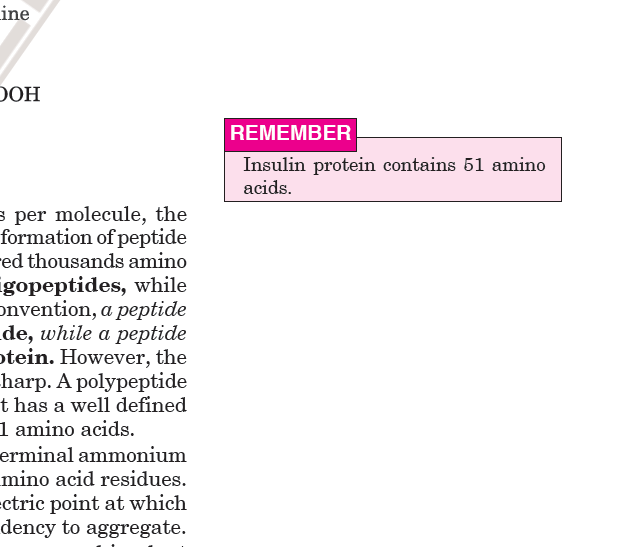 ine
OOH
REMEMBER
Insulin protein contains 51 amino
acids.
s per molecule, the
formation of peptide
red thousands amino
igopeptides, while
onvention, a peptide
de, while a peptide
otein. However, the
harp. A polypeptide
t has a well defined
1 amino acids.
erminal ammonium
mino acid residues.
ectric point at which
dency to aggregate.